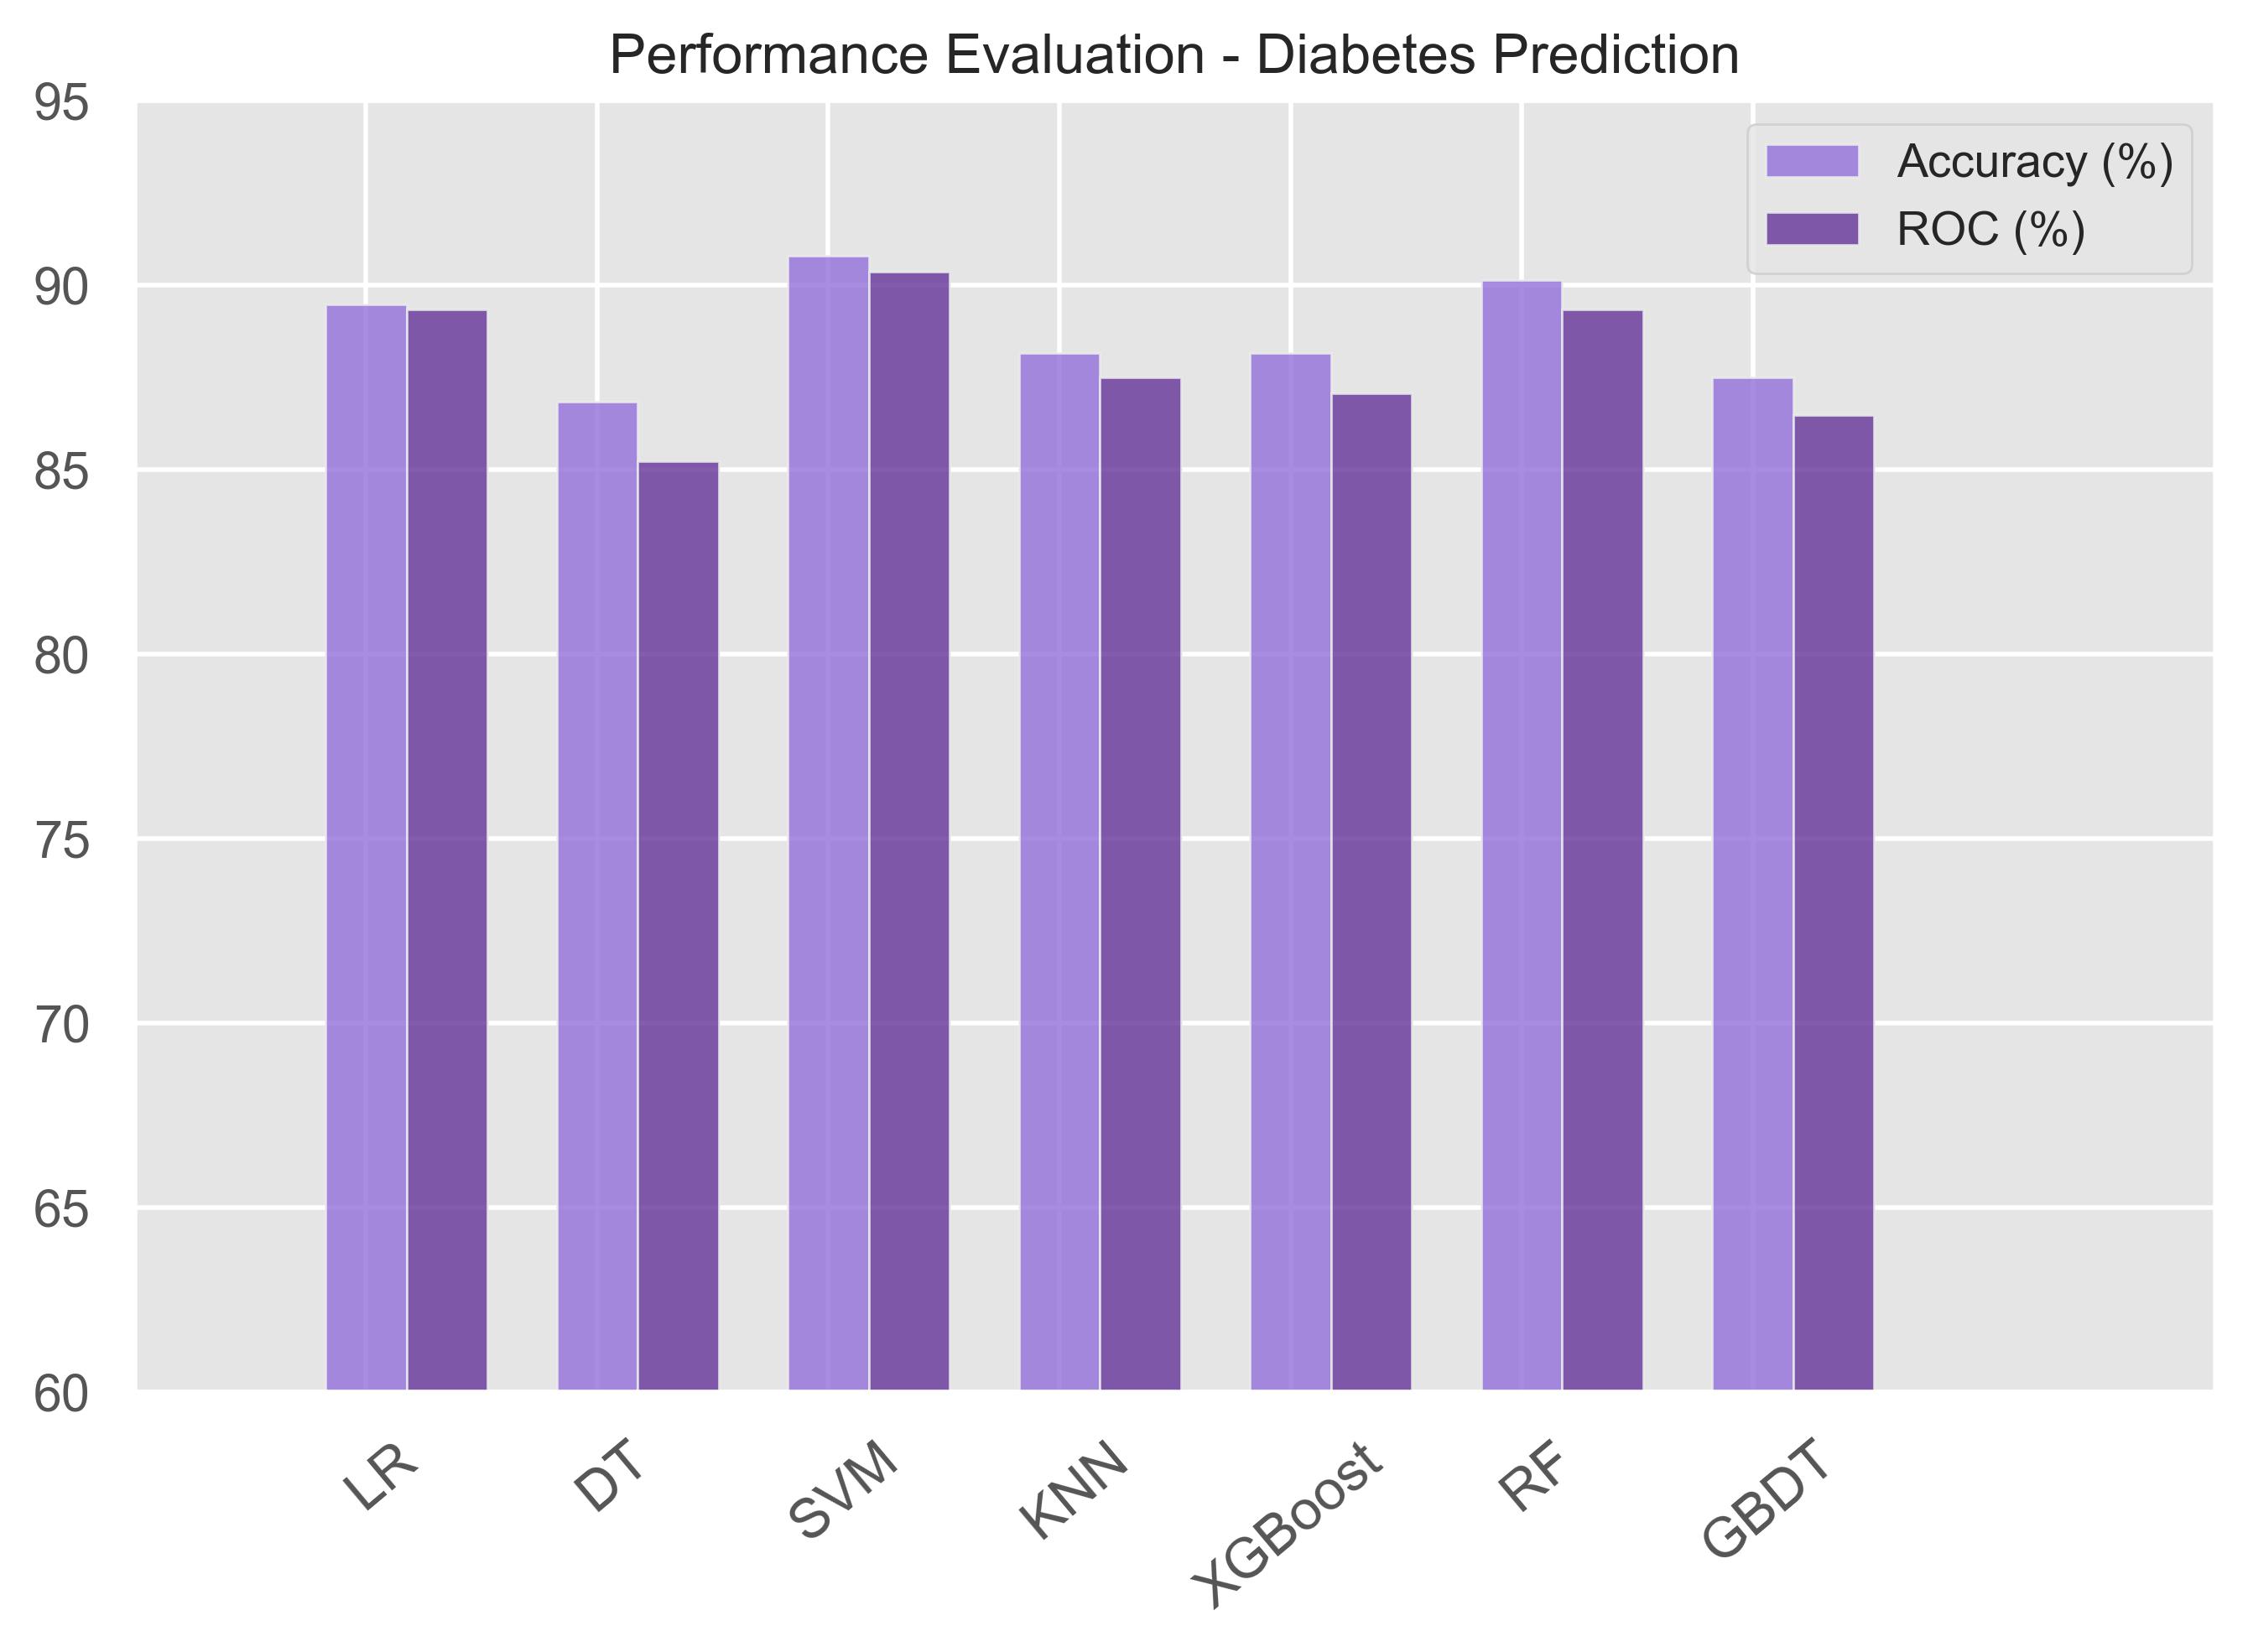 Performance Evaluation - Diabetes Prediction
95
90
85
80
75
70
65
60
Accuracy (%)
ROC (%)
LR
DT
SVM
KNN
XGBoost
RF
GBDT